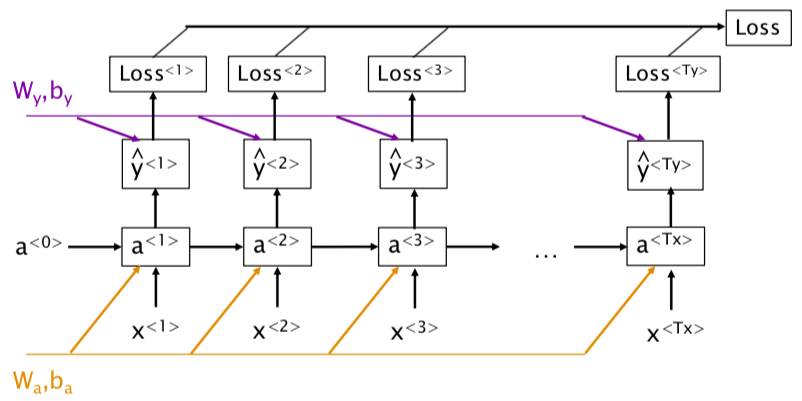 Loss
Loss<1> Loss<2> Loss<3> Loss<Ty>
Wy,by
ŷ<1> ŷ<2> ŷ<3> ŷ<Ty>
a<0> a<1> a<2> a<3> ... a<Tx>
x<1> x<2> x<3> x<Tx>
Wa,ba